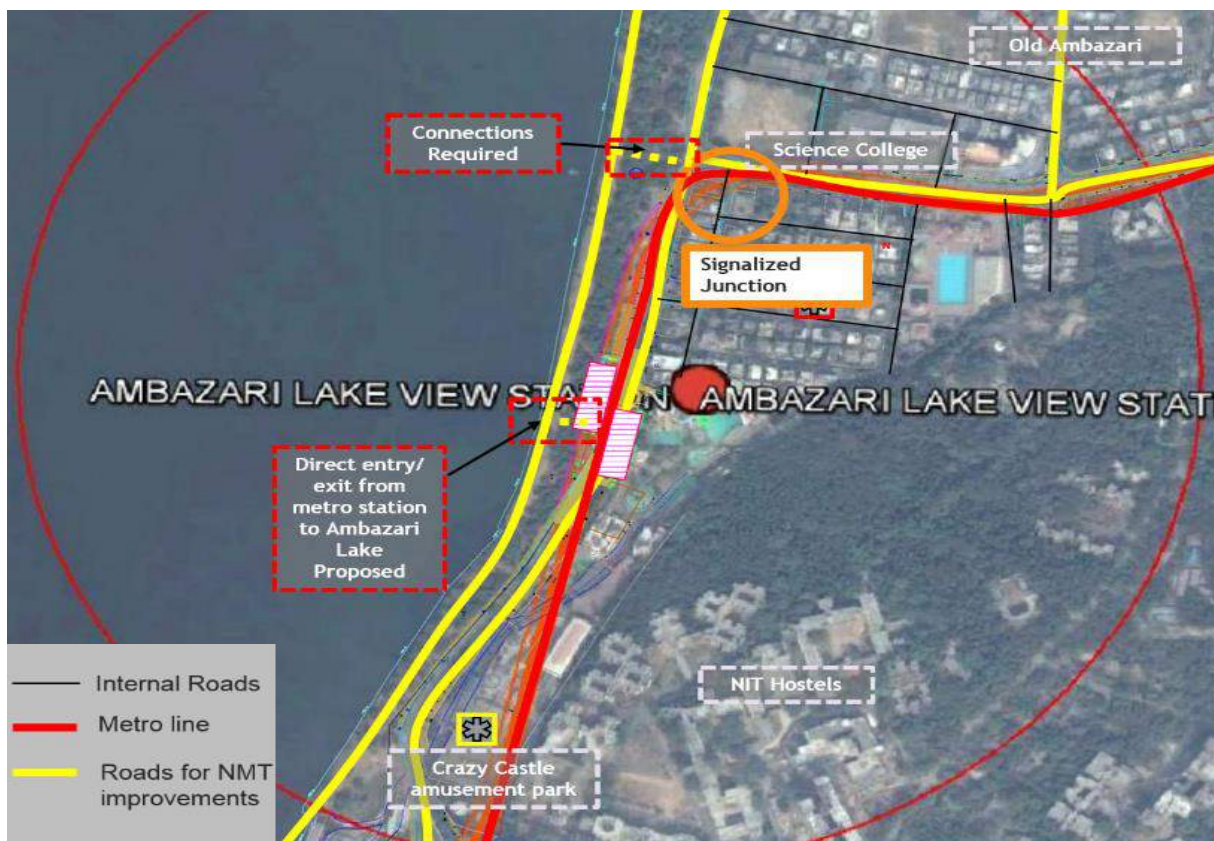 Old Ambazari
Connections
Required
Science College
Signalized
Junction
AMBAZARI LAKE VIEW STATION
AMBAZARI LAKE VIEW STAT
Direct entry/
exit from
metro station
to Ambazari
Lake
Proposed
NIT Hostels
Crazy Castle
amusement park
Internal Roads
Metro line
Roads for NMT
improvements